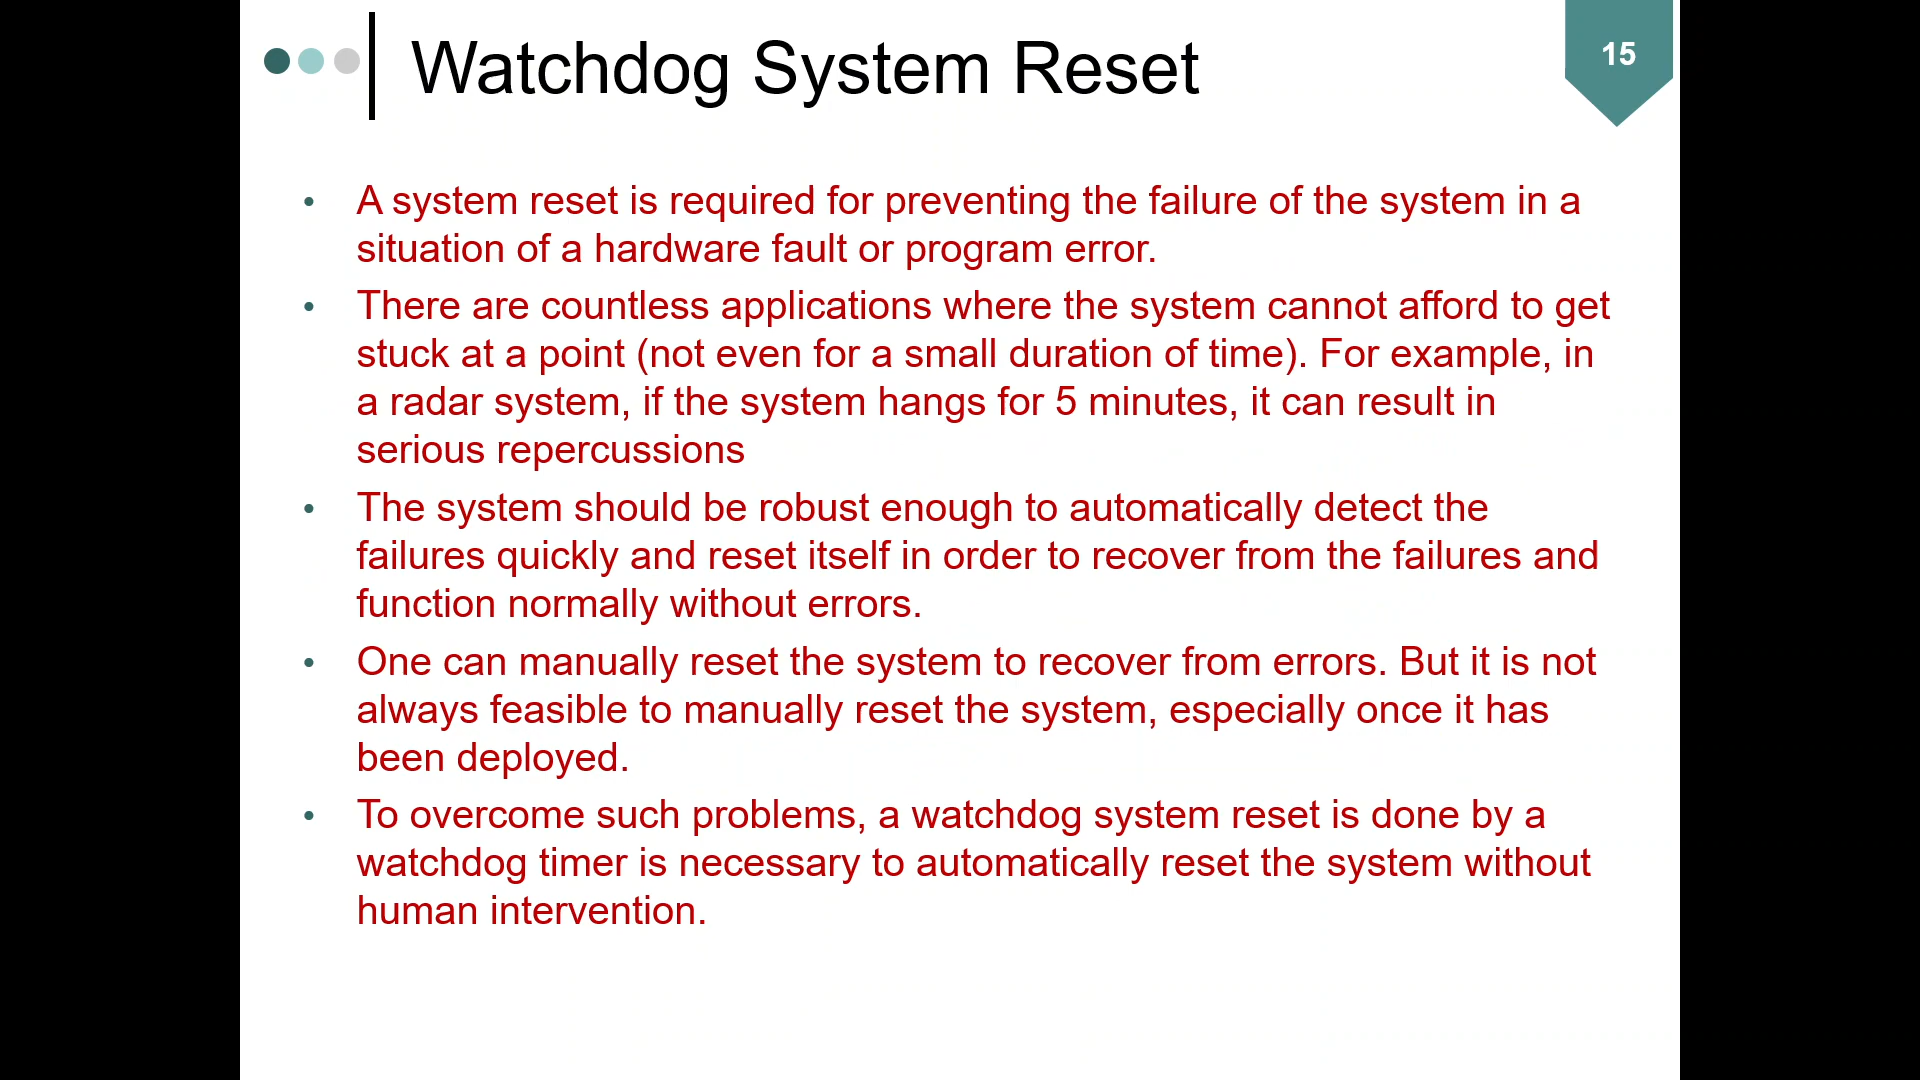 Watchdog System Reset
15
• A system reset is required for preventing the failure of the system in a
situation of a hardware fault or program error.
• There are countless applications where the system cannot afford to get
stuck at a point (not even for a small duration of time). For example, in
a radar system, if the system hangs for 5 minutes, it can result in
serious repercussions
• The system should be robust enough to automatically detect the
failures quickly and reset itself in order to recover from the failures and
function normally without errors.
• One can manually reset the system to recover from errors. But it is not
always feasible to manually reset the system, especially once it has
been deployed.
• To overcome such problems, a watchdog system reset is done by a
watchdog timer is necessary to automatically reset the system without
human intervention.